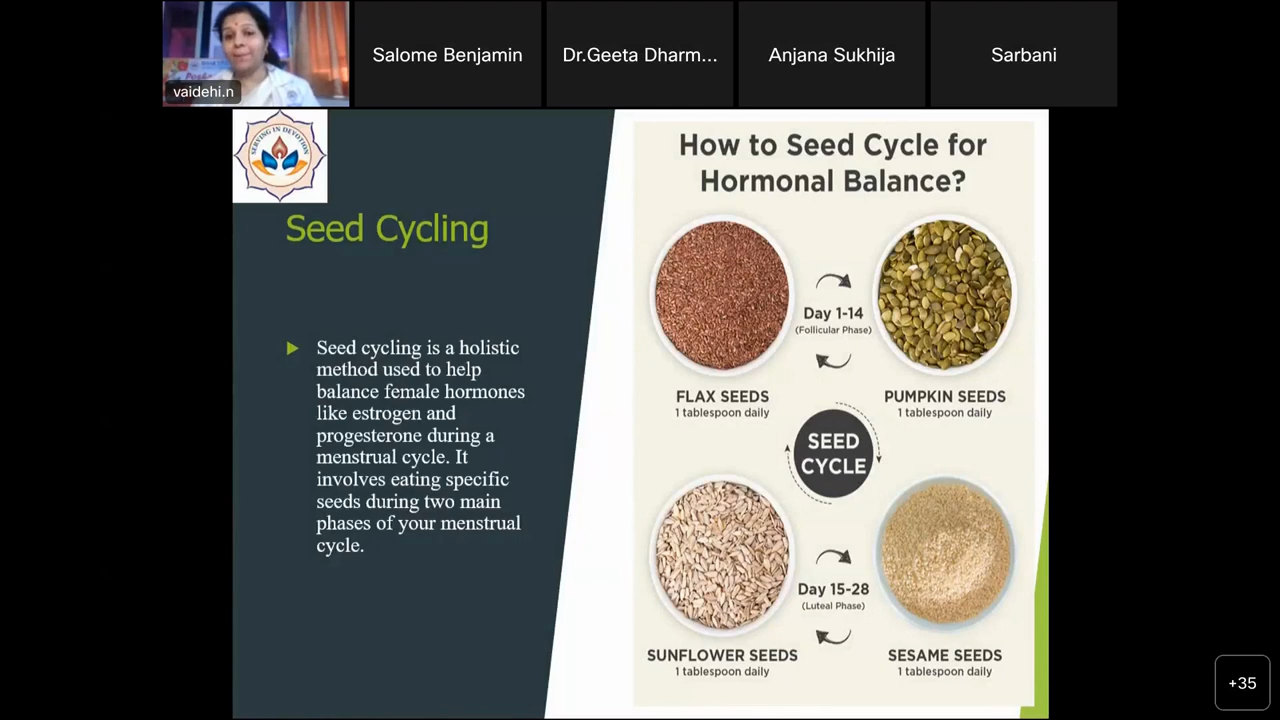 vaidehi.n
Salome Benjamin
Dr.Geeta Dharm...
Anjana Sukhija
Sarbani
SERVING IN DEVOTION
Seed Cycling
Seed cycling is a holistic
method used to help
balance female hormones
like estrogen and
progesterone during a
menstrual cycle. It
involves eating specific
seeds during two main
phases of your menstrual
cycle.
How to Seed Cycle for
Hormonal Balance?
Day 1-14
(Follicular Phase)
FLAX SEEDS
1 tablespoon daily
PUMPKIN SEEDS
1 tablespoon daily
SEED
CYCLE
Day 15-28
(Luteal Phase)
SUNFLOWER SEEDS
1 tablespoon daily
SESAME SEEDS
1 tablespoon daily
+35